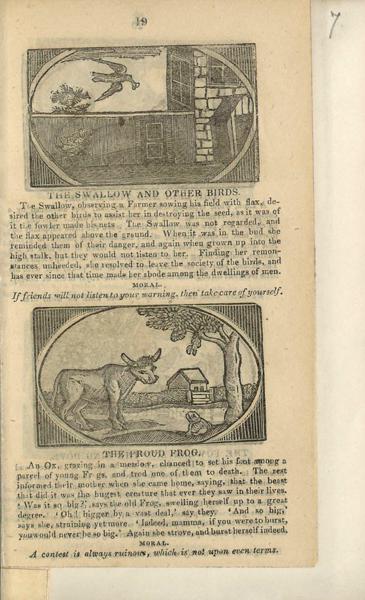 19
7
THE SWALLOW AND OTHER BIRDS.
The Swallow, observing a Farmer sowing his field with flax, de-
sired the other birds to assist her in destroying the seed, as it was of
it the fowler made his nets. The Swallow was not regarded, and
the flax appeared above the ground. When it was in the bud she
reminded them of their danger, and again when grown up into the
high stalk, but they would not listen to her. Finding her remon-
stances unheeded, she resolved to leave the society of the birds, and
has ever since that time made her abode among the dwellings of men.
MORAL.
If friends will not listen to your warning, then take care of yourself.
THE PROUD FROG.
An Ox, grazing in a meadow, chanced to set his foot among a
parcel of young Frogs, and trod one of them to death. The rest
informed their mother when she came home, saying, that the beast
that did it was the hugest creature that ever they saw in their lives.
'Was it so big?' says the old Frog, swelling herself up to a great
degree. 'Oh! bigger by a vast deal,' say they. 'And so big,'
says she, straining yet more. 'Indeed, mamma, if you were to burst,
you would never be so big.' Again she strove, and burst herself indeed.
MORAL.
A contest is always ruinous, which is not upon even terms.